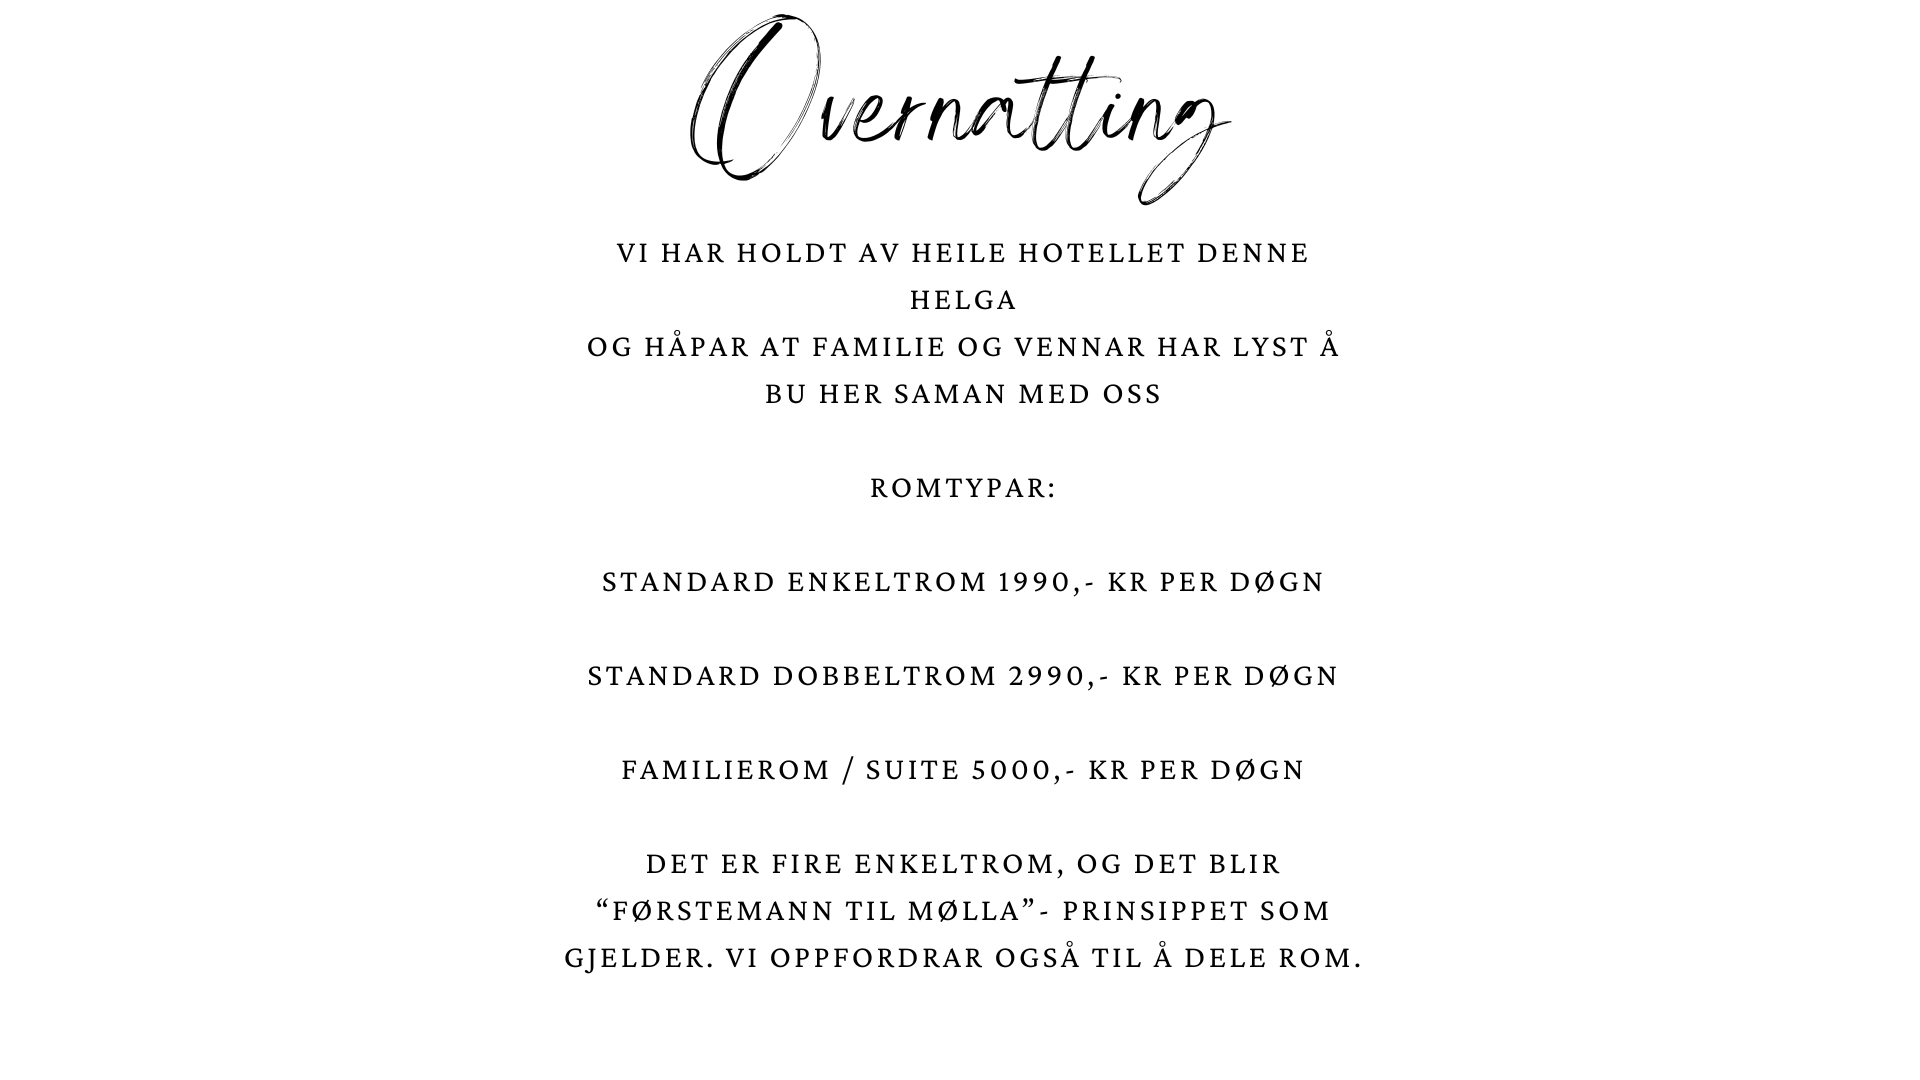 Overnatting
VI HAR HOLDT AV HEILE HOTELLET DENNE
HELGA
OG HÅPAR AT FAMILIE OG VENNAR HAR LYST Å
BU HER SAMAN MED OSS
ROMTYPAR:
STANDARD ENKELTROM 1990,- KR PER DØGN
STANDARD DOBBELTROM 2990,- KR PER DØGN
FAMILIEROM / SUITE 5000,- KR PER DØGN
DET ER FIRE ENKELTROM, OG DET BLIR
“FØRSTEMANN TIL MØLLA”- PRINSIPPET SOM
GJELDER. VI OPPFORDRAR OGSÅ TIL Å DELE ROM.